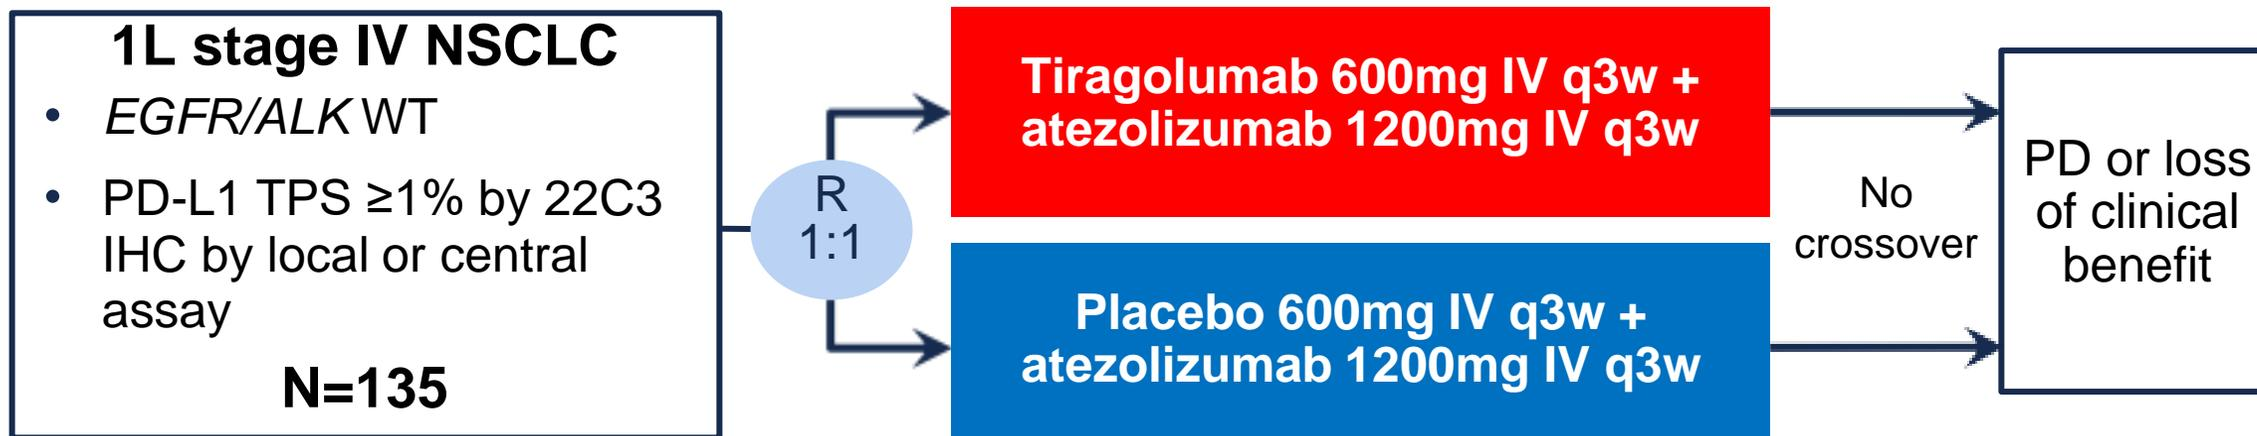 1L stage IV NSCLC
• EGFR/ALK WT
• PD-L1 TPS ≥1% by 22C3
IHC by local or central
assay
N=135
R
1:1
Tiragolumab 600mg IV q3w +
atezolizumab 1200mg IV q3w
Placebo 600mg IV q3w +
atezolizumab 1200mg IV q3w
No
crossover
PD or loss
of clinical
benefit